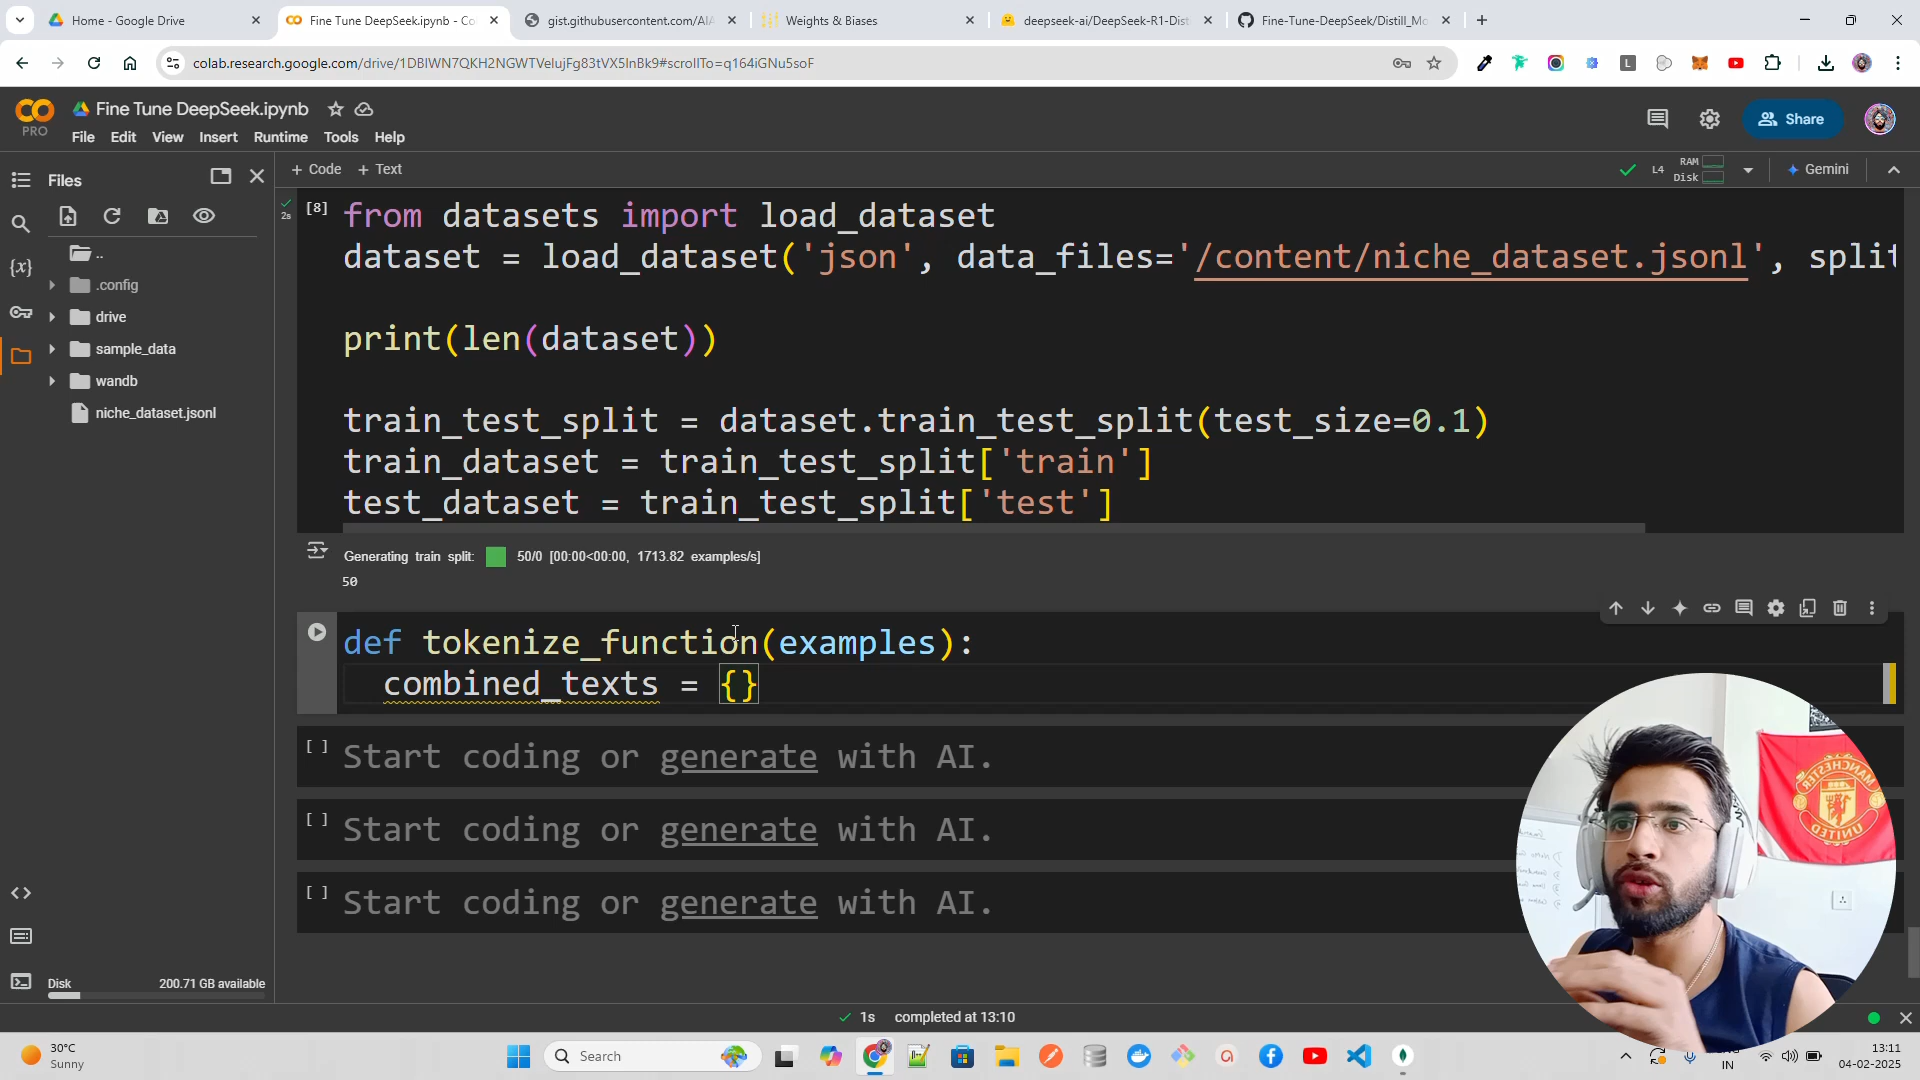 Home - Google Drive
Fine Tune DeepSeek.ipynb - Co
gist.githubusercontent.com/AIA
Weights & Biases
deepseek-ai/DeepSeek-R1-Dist
Fine-Tune-DeepSeek/Distill_Mo
colab.research.google.com/drive/1DBIWN7QKH2NGWTVelujFg83tVX5InBk9#scrollTo=q164iGNu5soF
Fine Tune DeepSeek.ipynb
PRO
File Edit View Insert Runtime Tools Help
Share
Files
+ Code + Text
L4
RAM
Disk
Gemini
..
.config
drive
sample_data
wandb
niche_dataset.jsonl
{x}
2s
[8]
from datasets import load_dataset
dataset = load_dataset('json', data_files='/content/niche_dataset.jsonl', split
print(len(dataset))
train_test_split = dataset.train_test_split(test_size=0.1)
train_dataset = train_test_split['train']
test_dataset = train_test_split['test']
Generating train split: 50/0 [00:00<00:00, 1713.82 examples/s]
50
def tokenize_function(examples):
combined_texts = {}
[ ] Start coding or generate with AI.
[ ] Start coding or generate with AI.
[ ] Start coding or generate with AI.
MANCHESTER
UNITED
Disk 200.71 GB available
1s completed at 13:10
30°C
Sunny
Search
IN
13:11
04-02-2025